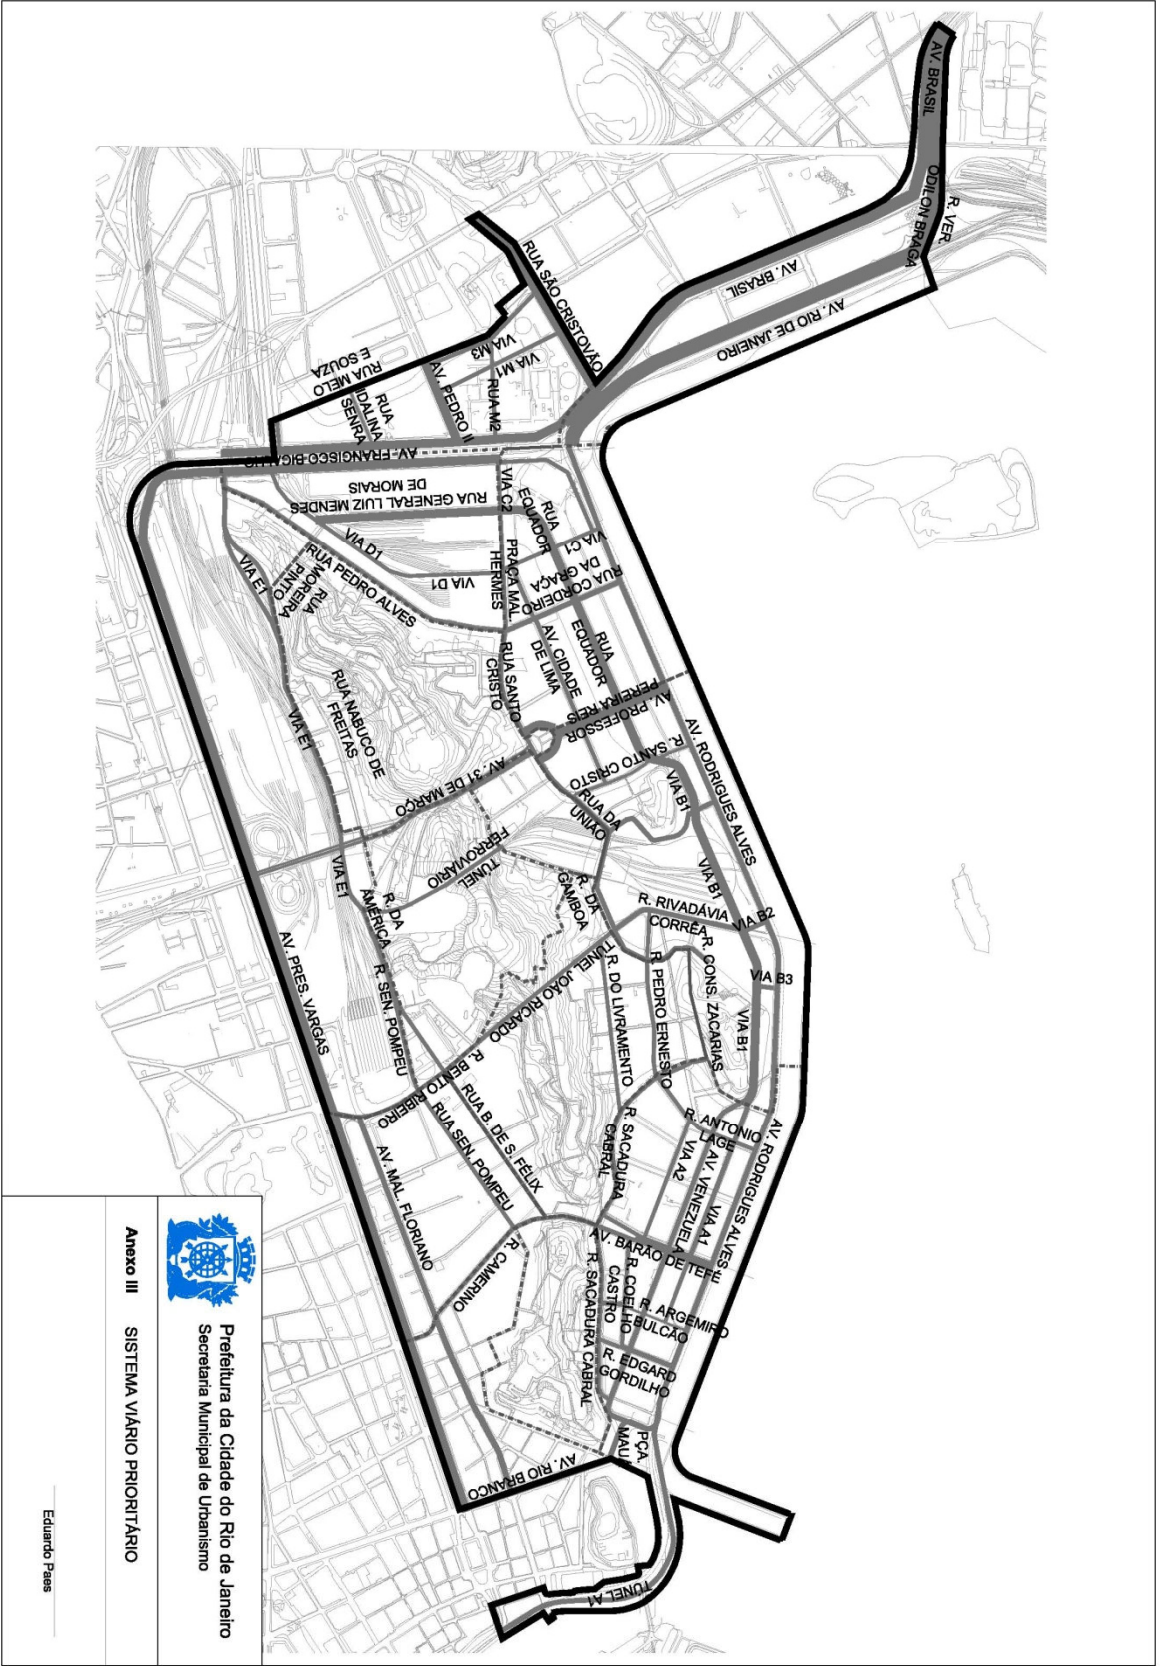 AV. BRASIL
R. VER.
ODILON BRAGA
AV. BRASIL
AV. RIO DE JANEIRO
RUA SÃO CRISTOVÃO
VIA M3
VIA M1
RUA M2
RUA MELO
E SOUZA
RUA
IDALINA
SENRA
AV. PEDRO II
AV. FRANCISCO BICALHO
RUA GENERAL LUIZ MENDES
DE MORAIS
VIA C2
RUA
EQUADOR
VIA C1
RUA CORDEIRO
DA GRAÇA
PRAÇA MAL.
HERMES
VIA D1
VIA D1
RUA PEDRO ALVES
VIA E1
RUA
MOREIRA
PINTO
RUA
EQUADOR
AV. CIDADE
DE LIMA
RUA SANTO
CRISTO
AV. PROFESSOR
PEREIRA REIS
RUA NABUCO DE
FREITAS
VIA E1
AV. 31 DE MARÇO
R. SANTO CRISTO
AV. RODRIGUES ALVES
VIA B1
RUA DA
UNIÃO
TÚNEL
FERROVIÁRIO
VIA E1
R. DA
AMÉRICA
R. DA
GAMBOA
VIA B1
R. RIVADÁVIA
CORRÊA
VIA B2
VIA B3
R. CONS. ZACARIAS
VIA B1
R. PEDRO ERNESTO
R. DO LIVRAMENTO
TÚNEL JOÃO RICARDO
R. SEN. POMPEU
AV. PRES. VARGAS
R. BENTO RIBEIRO
RUA B. DE S. FÉLIX
RUA SEN. POMPEU
AV. MAL. FLORIANO
R. ANTONIO
LAGE
R. SACADURA
CABRAL
VIA A2
AV. VENEZUELA
VIA A1
AV. RODRIGUES ALVES
AV. BARÃO DE TEFÉ
R. CAMERINO
R. SACADURA CABRAL
R. COELHO
CASTRO
R. ARGEMIRO
BULCÃO
R. EDGARD
GORDILHO
PÇA.
MAUÁ
AV. RIO BRANCO
TÚNEL A1
Prefeitura da Cidade do Rio de Janeiro
Secretaria Municipal de Urbanismo
Anexo III SISTEMA VIÁRIO PRIORITÁRIO
Eduardo Paes